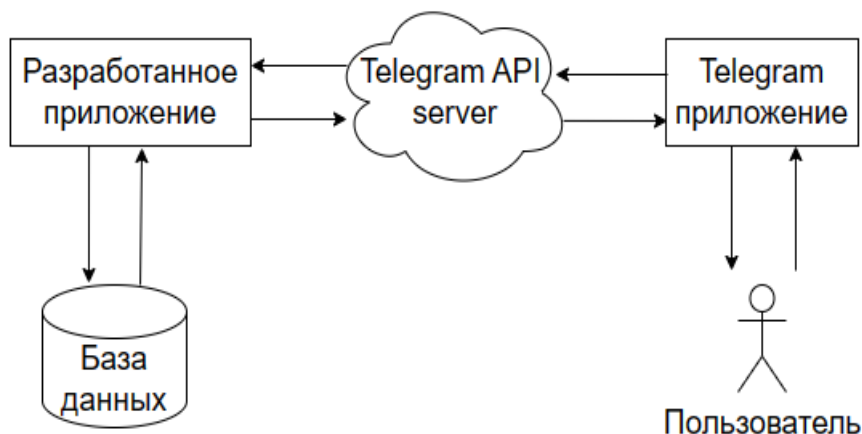 Разработанное
приложение
Telegram API
server
Telegram
приложение
База
данных
Пользователь